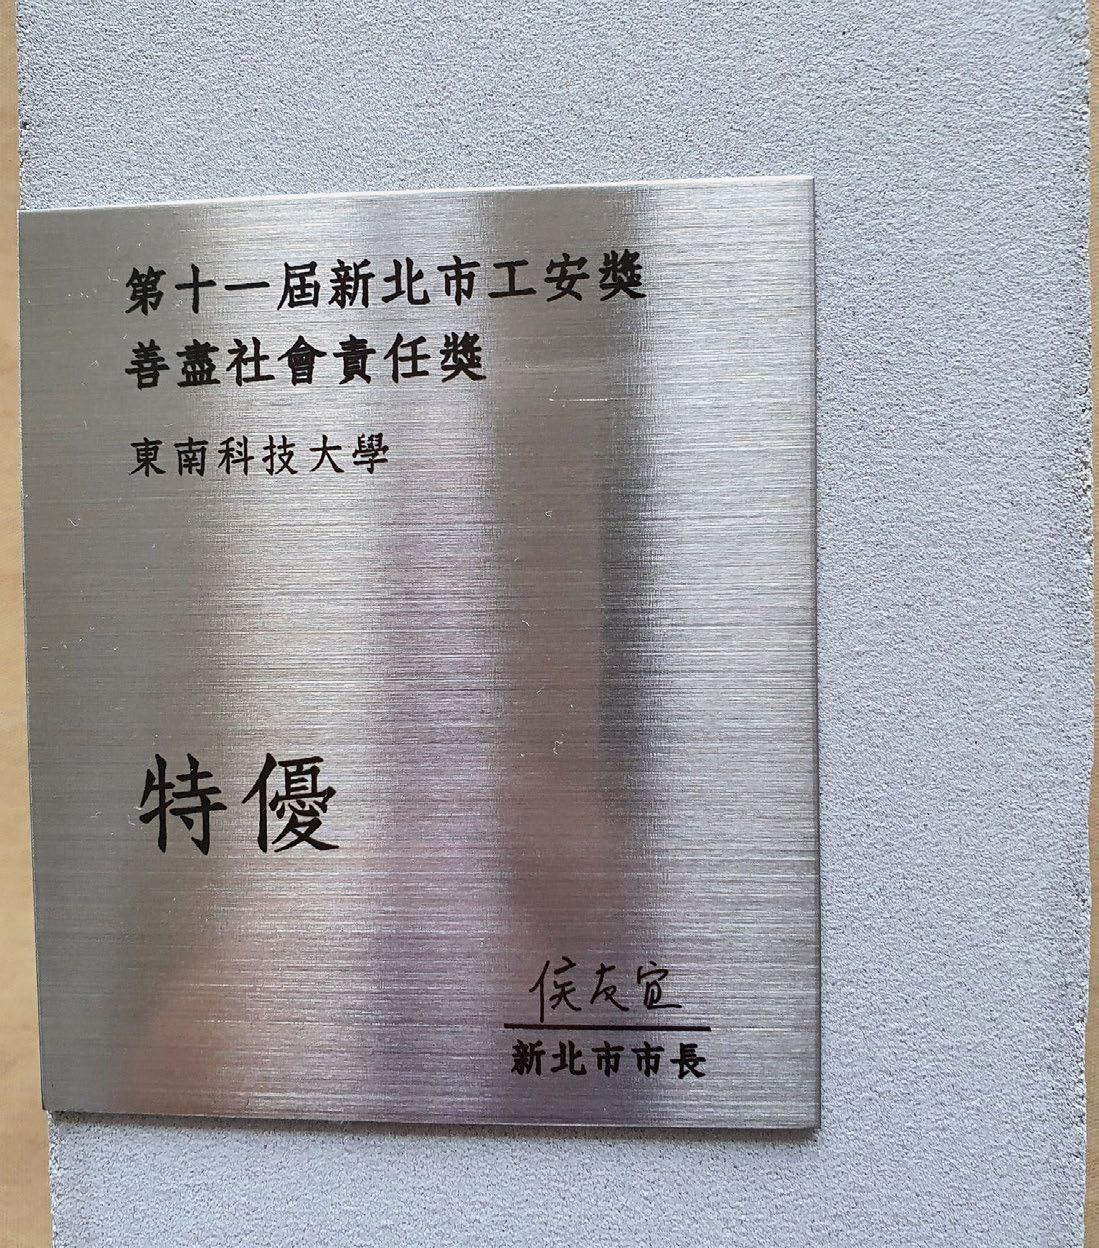 第十一屆新北市工安獎
善盡社會責任獎
東南科技大學
特優
侯友宜
新北市市長